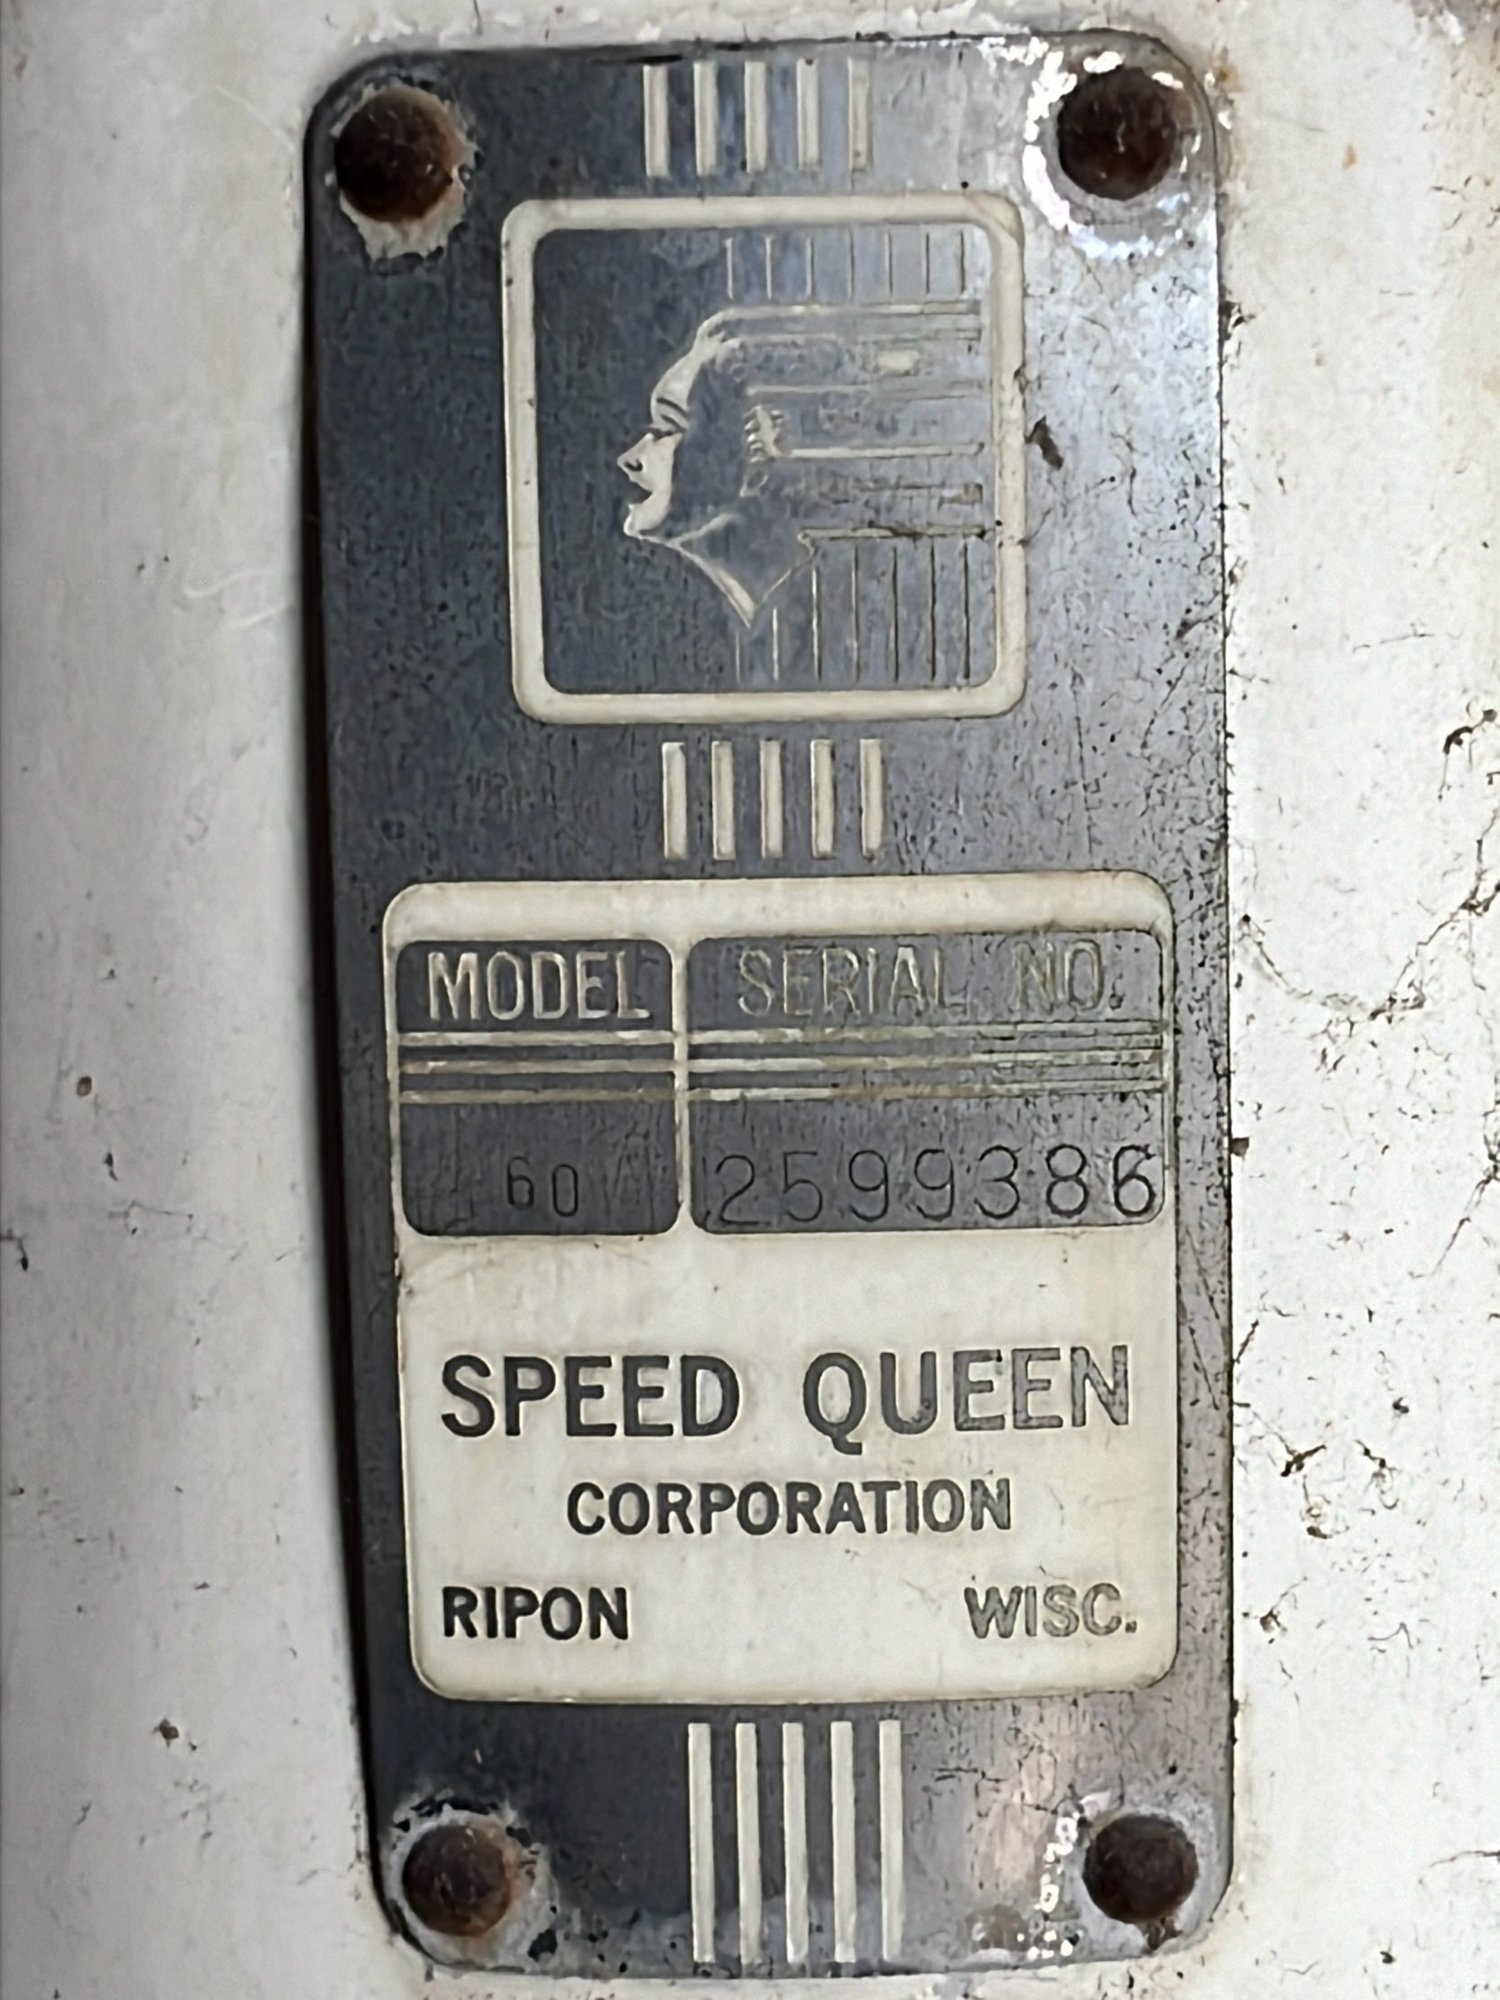 MODEL SERIAL NO.
60 2599386
SPEED QUEEN
CORPORATION
RIPON WISC.